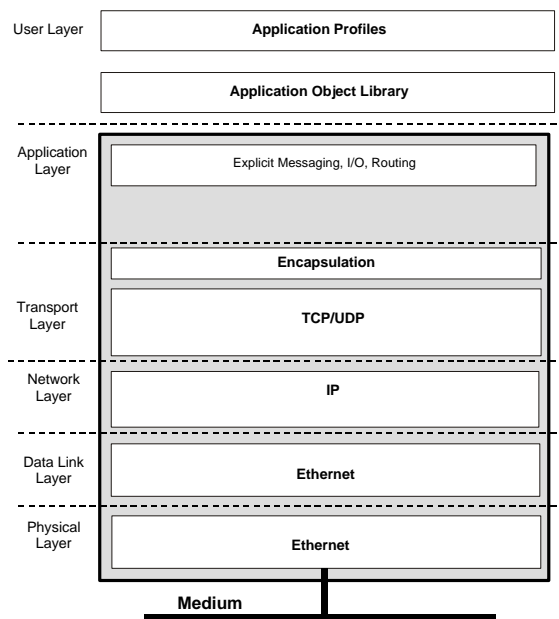 User Layer
Application Profiles
Application Object Library
Application
Layer
Explicit Messaging, I/O, Routing
Encapsulation
Transport
Layer
TCP/UDP
Network
Layer
IP
Data Link
Layer
Ethernet
Physical
Layer
Ethernet
Medium